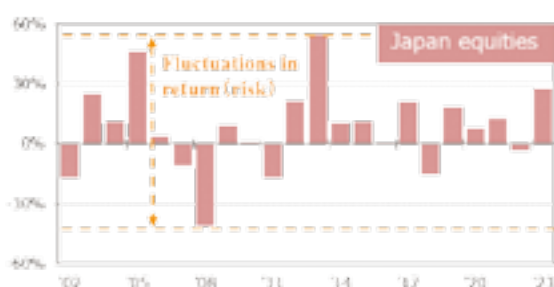 60%
Japan equities
Fluctuations in
return (risk)
30%
0%
-30%
-60%
'02 '05 '08 '11 '14 '17 '20 '23